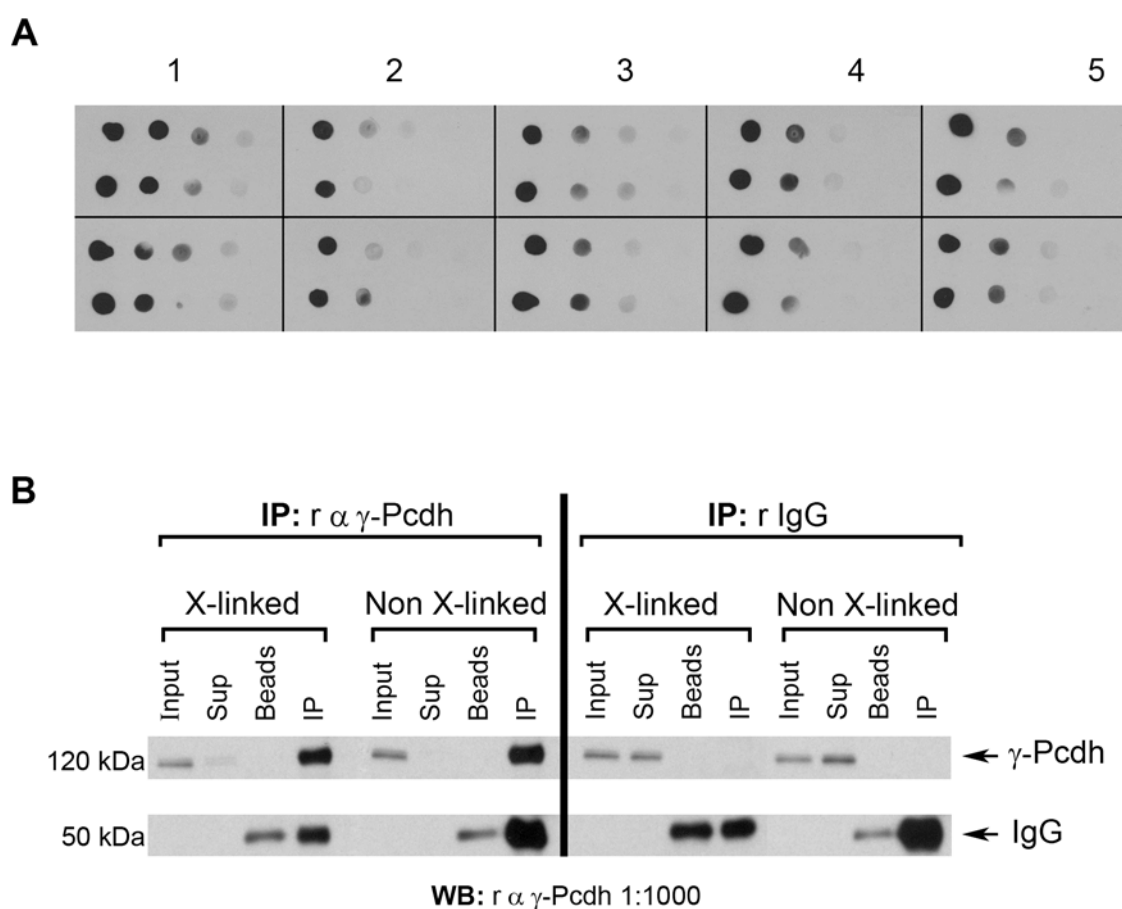 A
1 2 3 4 5
B
IP: r α γ-Pcdh IP: r IgG
X-linked Non X-linked X-linked Non X-linked
Input Sup Beads IP Input Sup Beads IP Input Sup Beads IP Input Sup Beads IP
120 kDa γ-Pcdh
50 kDa IgG
WB: r α γ-Pcdh 1:1000